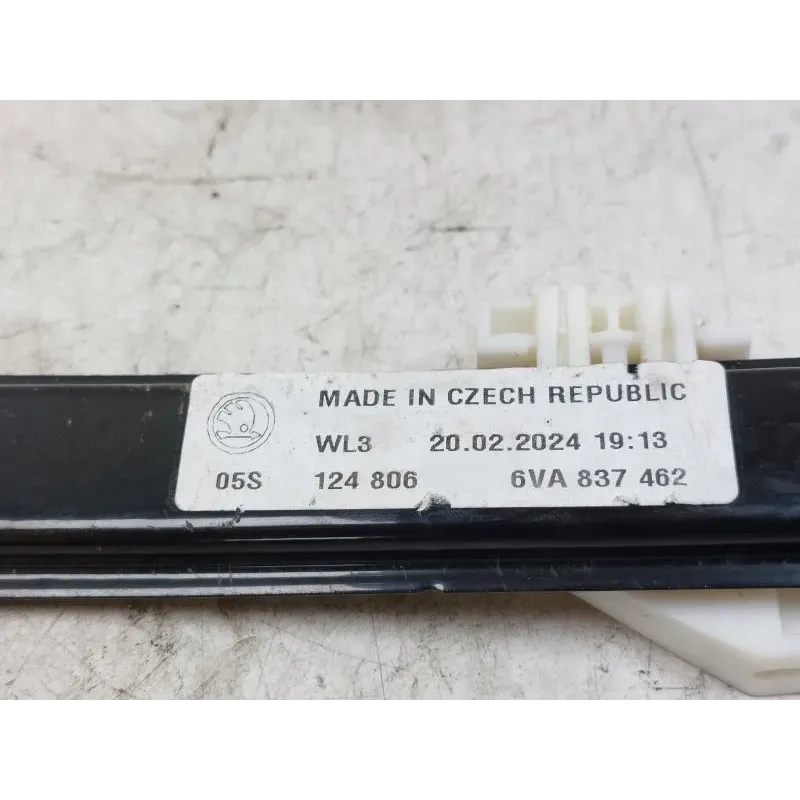 MADE IN CZECH REPUBLIC
WL3 20.02.2024 19:13
05S 124 806 6VA 837 462